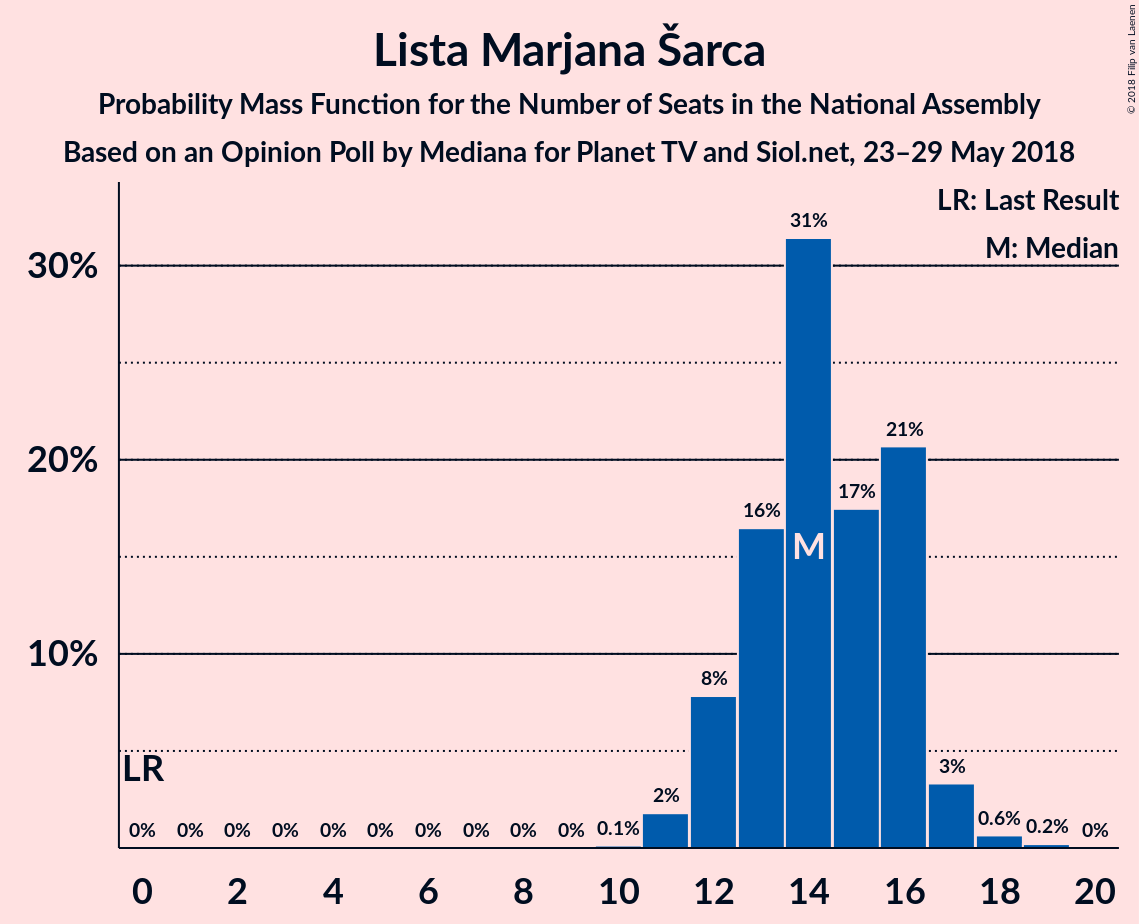 Lista Marjana Šarca
Probability Mass Function for the Number of Seats in the National Assembly
Based on an Opinion Poll by Mediana for Planet TV and Siol.net, 23–29 May 2018
© 2018 Filip van Laenen
LR: Last Result
M: Median
30%
20%
10%
31%
21%
17%
16%
M
8%
LR
3%
2%
0% 0% 0% 0% 0% 0% 0% 0% 0% 0% 0.1% 0.6% 0.2% 0%
0 2 4 6 8 10 12 14 16 18 20